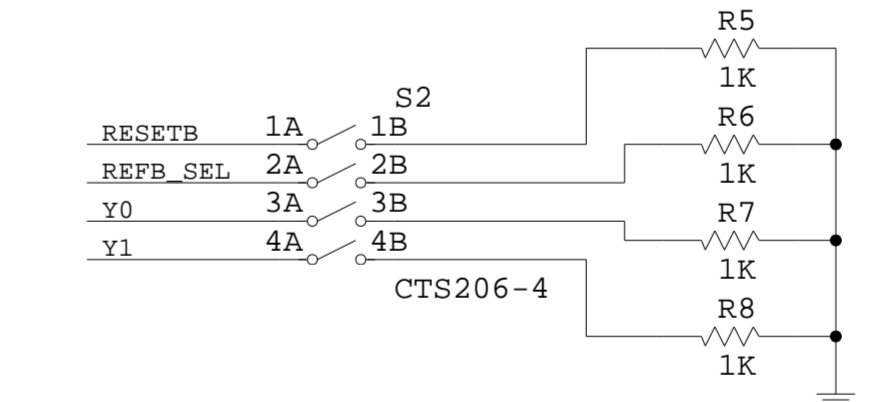 R5
1K
S2
RESETB 1A 1B
R6
REFB_SEL 2A 2B
1K
Y0 3A 3B
R7
Y1 4A 4B
1K
CTS206-4
R8
1K